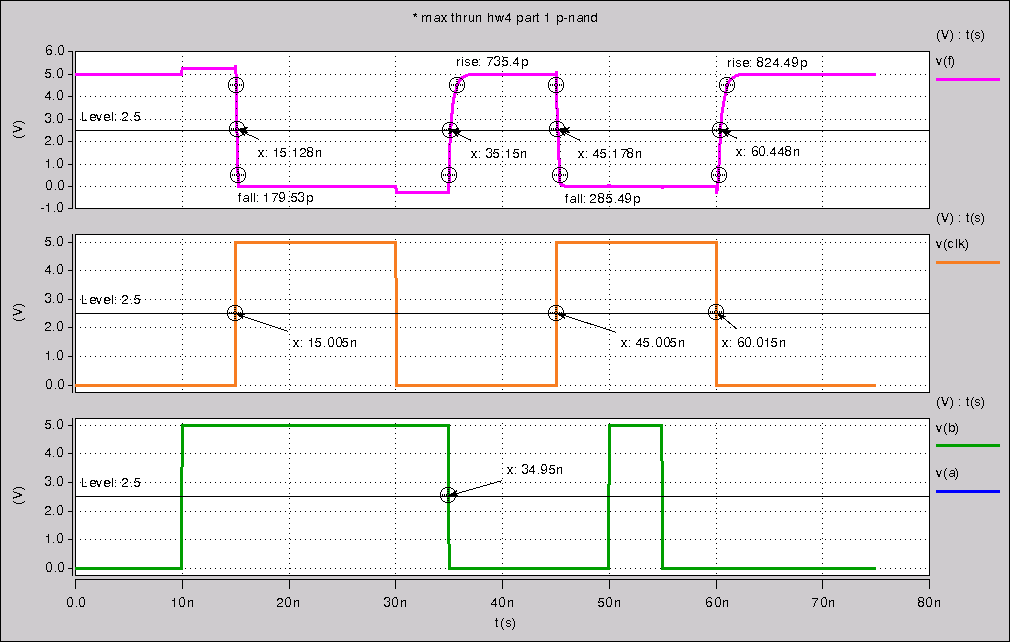 * max thrun hw4 part 1 p-nand
(V) : t(s)
v(f)
6.0
5.0
4.0
3.0
2.0
1.0
0.0
-1.0
(V)
Level: 2.5
rise: 735.4p
rise: 824.49p
x: 15.128n
x: 35.15n
x: 45.178n
x: 60.448n
fall: 179.53p
fall: 285.49p
(V) : t(s)
v(clk)
5.0
4.0
3.0
2.0
1.0
0.0
(V)
Level: 2.5
x: 15.005n
x: 45.005n
x: 60.015n
(V) : t(s)
v(b)
v(a)
5.0
4.0
3.0
2.0
1.0
0.0
(V)
Level: 2.5
x: 34.95n
0.0 10n 20n 30n 40n 50n 60n 70n 80n
t(s)